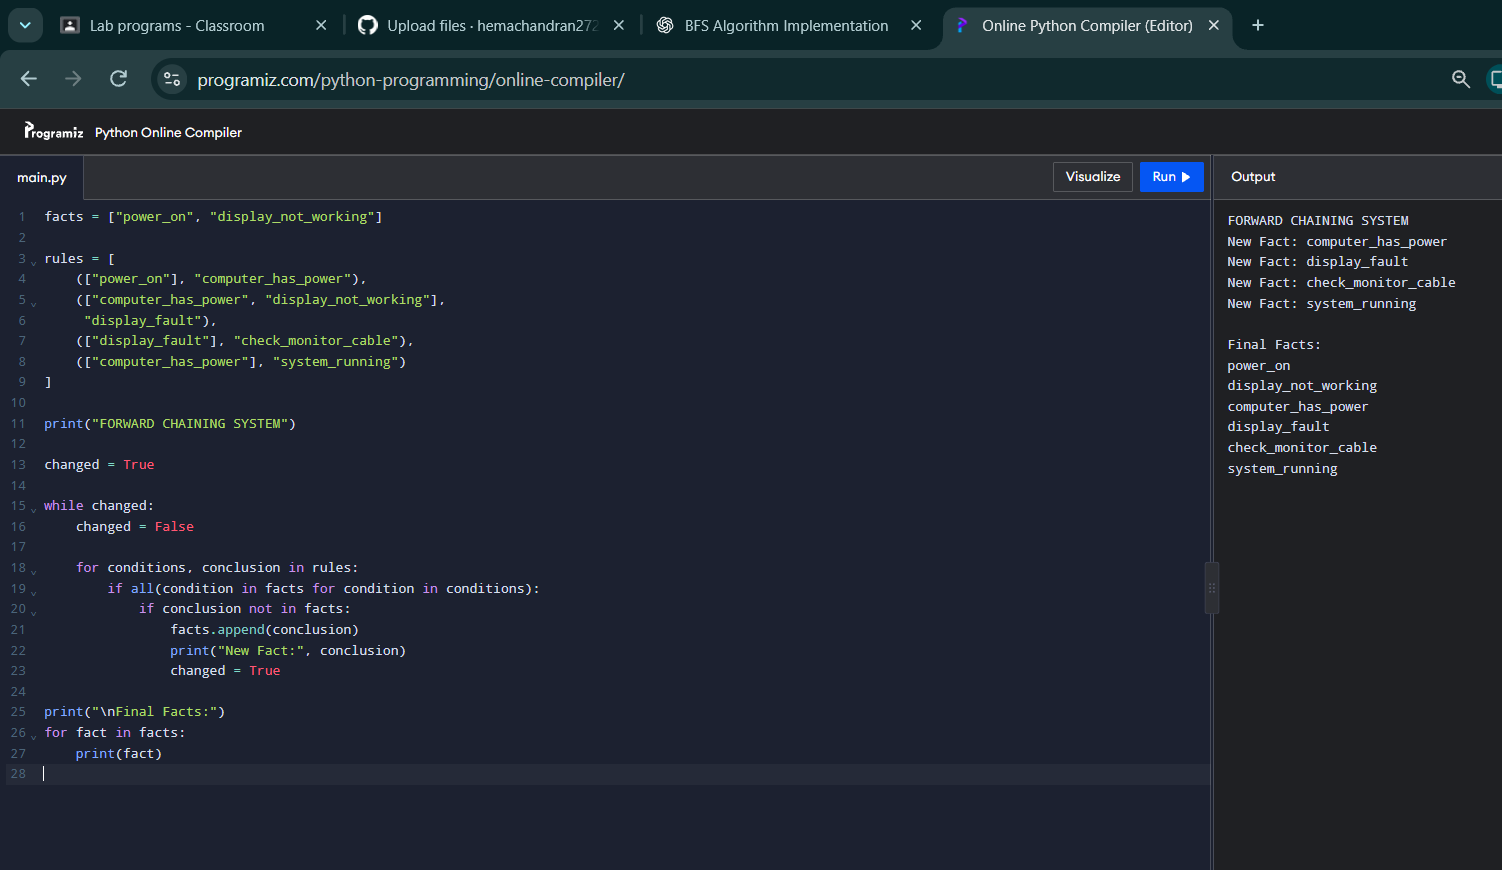 Lab programs - Classroom
Upload files · hemachandran272
BFS Algorithm Implementation
Online Python Compiler (Editor)
programiz.com/python-programming/online-compiler/
Programiz Python Online Compiler
main.py
Visualize
Run
Output
1 facts = ["power_on", "display_not_working"]
2
3 rules = [
4     (["power_on"], "computer_has_power"),
5     (["computer_has_power", "display_not_working"],
6      "display_fault"),
7     (["display_fault"], "check_monitor_cable"),
8     (["computer_has_power"], "system_running")
9 ]
10
11 print("FORWARD CHAINING SYSTEM")
12
13 changed = True
14
15 while changed:
16     changed = False
17
18     for conditions, conclusion in rules:
19         if all(condition in facts for condition in conditions):
20             if conclusion not in facts:
21                 facts.append(conclusion)
22                 print("New Fact:", conclusion)
23                 changed = True
24
25 print("\nFinal Facts:")
26 for fact in facts:
27     print(fact)
28
FORWARD CHAINING SYSTEM
New Fact: computer_has_power
New Fact: display_fault
New Fact: check_monitor_cable
New Fact: system_running
Final Facts:
power_on
display_not_working
computer_has_power
display_fault
check_monitor_cable
system_running